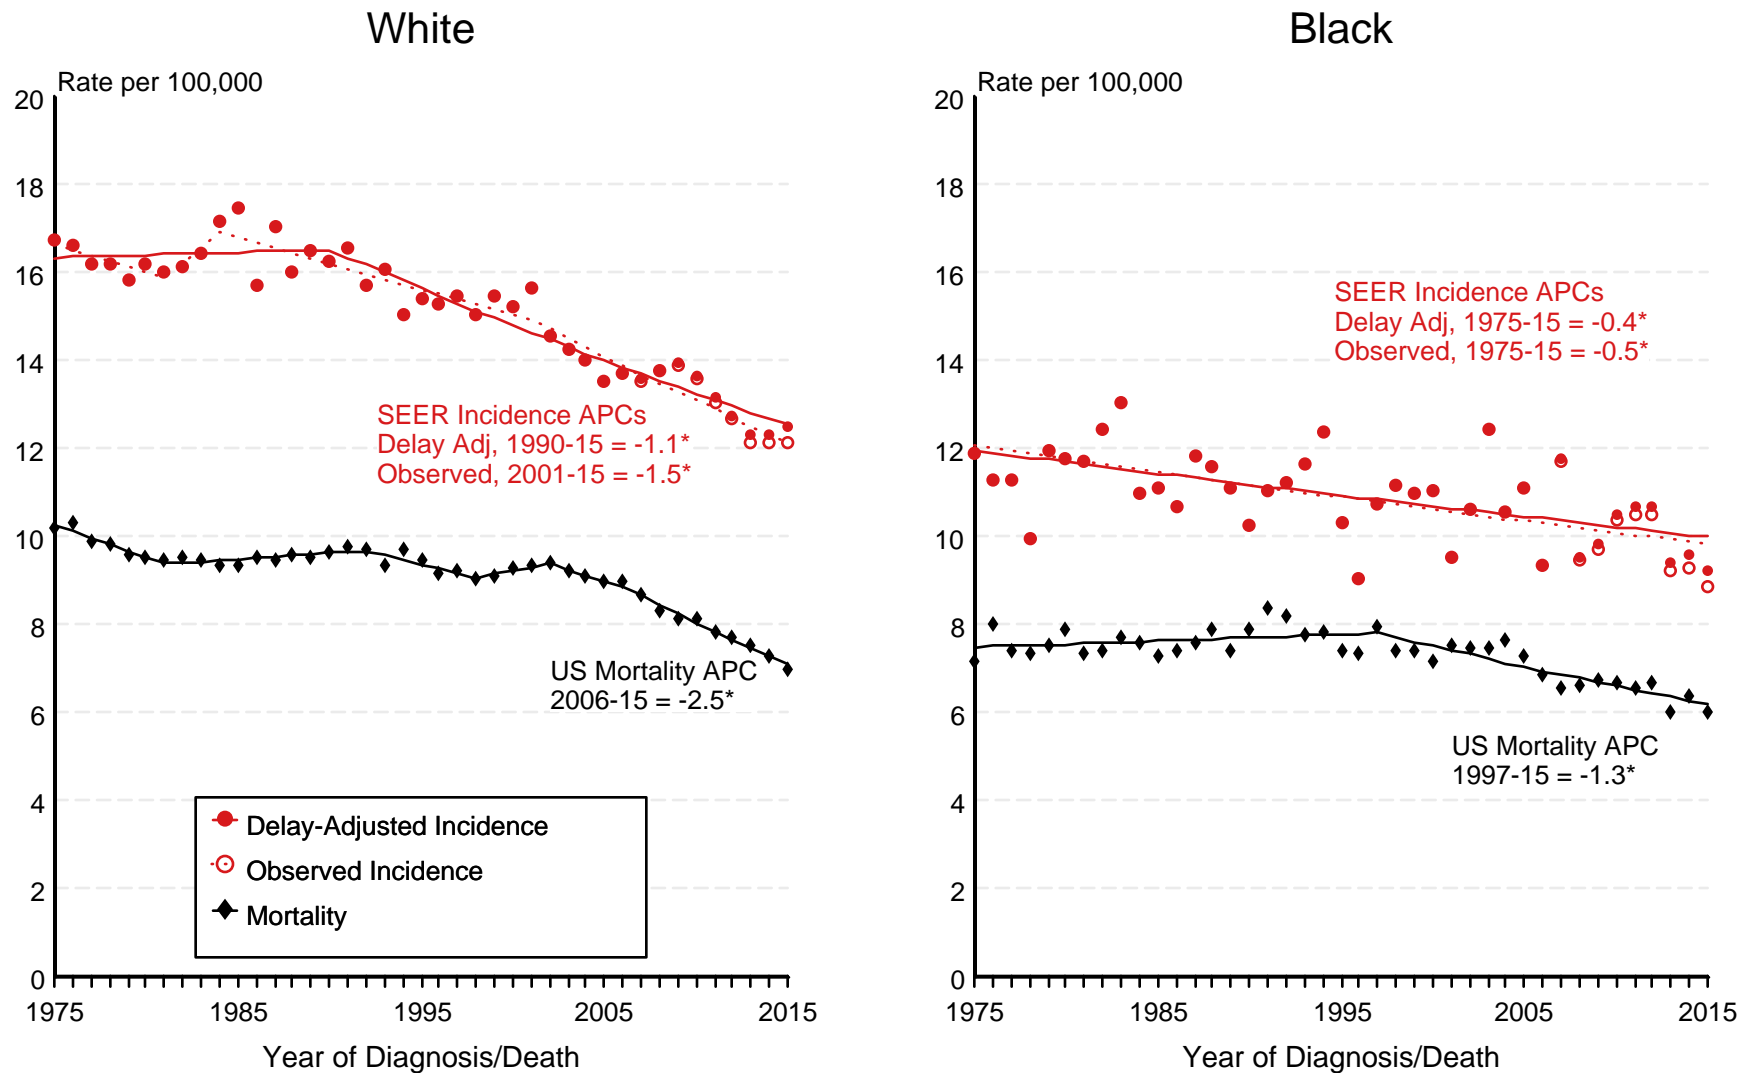 White
Rate per 100,000
20
18
16
14
12
10
8
6
4
2
0
SEER Incidence APCs
Delay Adj, 1990-15 = -1.1*
Observed, 2001-15 = -1.5*
US Mortality APC
2006-15 = -2.5*
Delay-Adjusted Incidence
Observed Incidence
Mortality
1975 1985 1995 2005 2015
Year of Diagnosis/Death
Black
Rate per 100,000
20
18
16
14
12
10
8
6
4
2
0
SEER Incidence APCs
Delay Adj, 1975-15 = -0.4*
Observed, 1975-15 = -0.5*
US Mortality APC
1997-15 = -1.3*
1975 1985 1995 2005 2015
Year of Diagnosis/Death